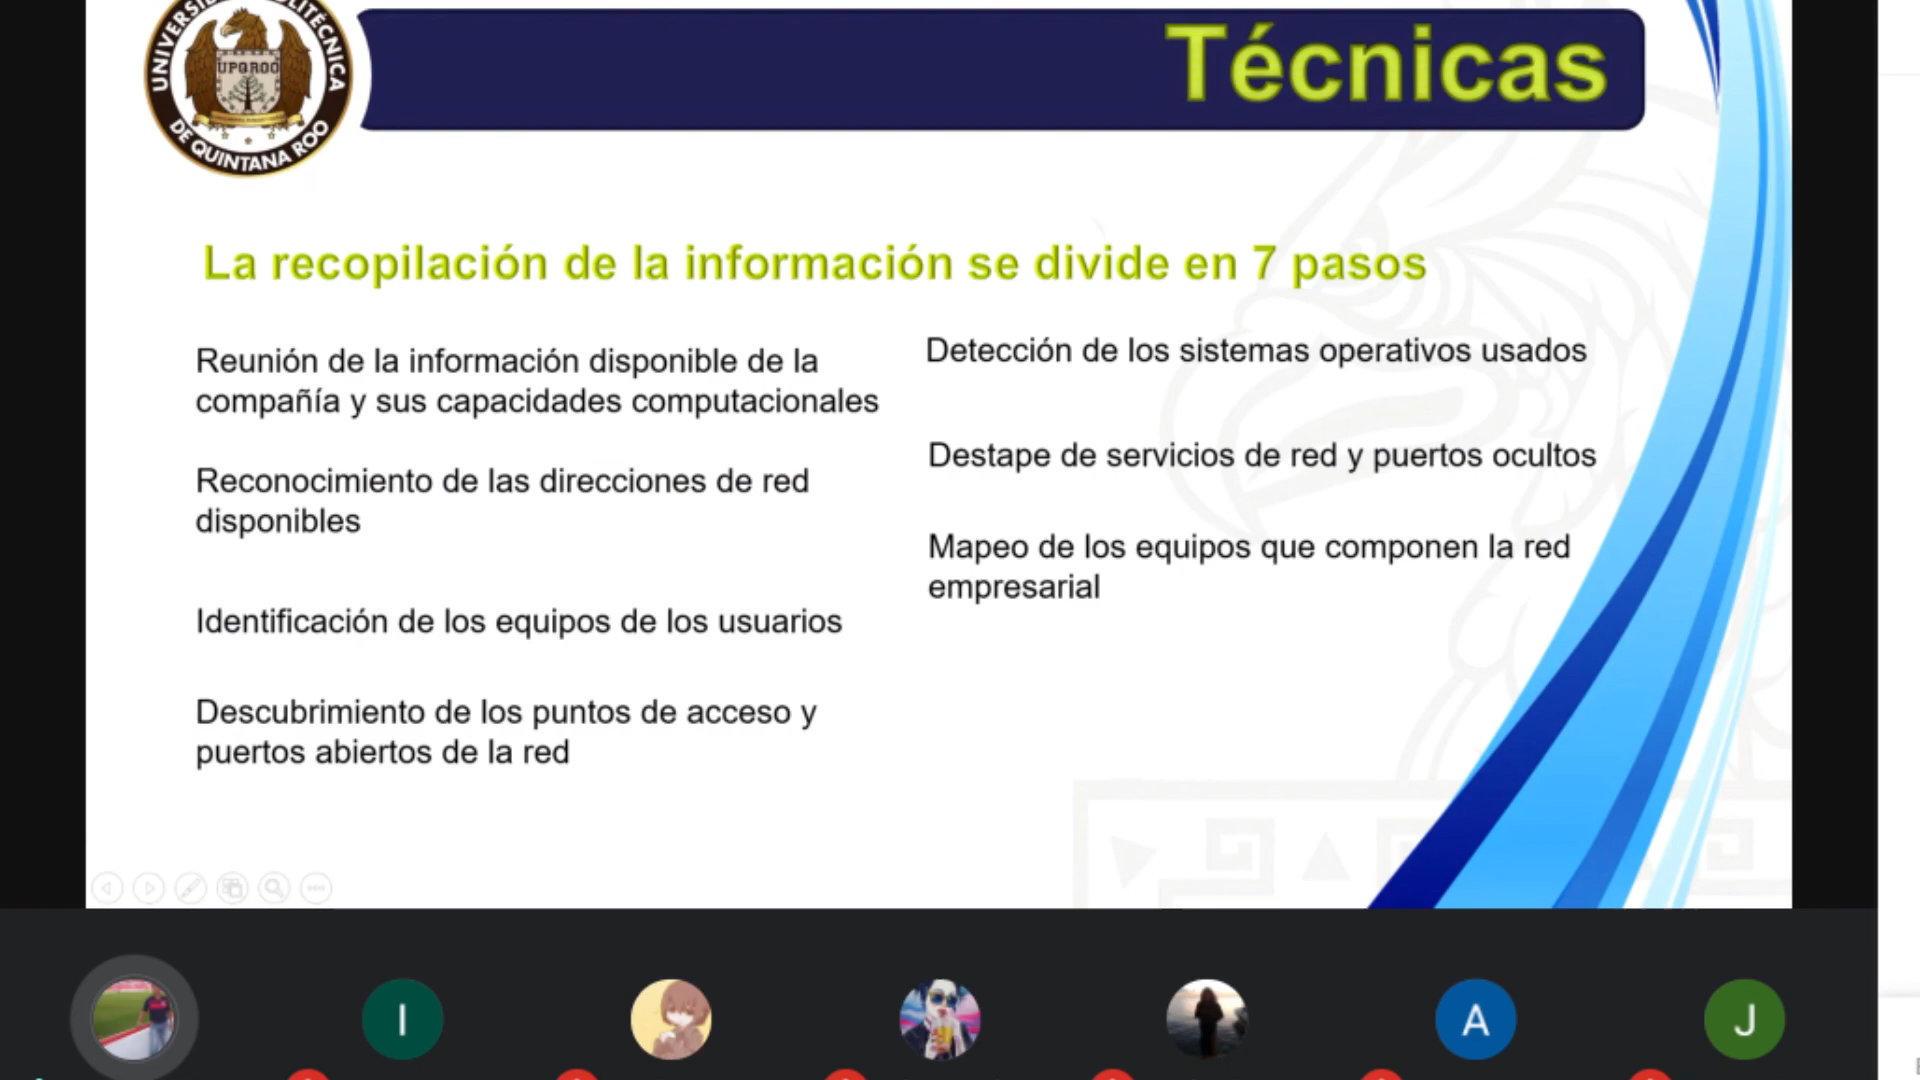 UPQROO
DE QUINTANA ROO
Técnicas
La recopilación de la información se divide en 7 pasos
Reunión de la información disponible de la
compañía y sus capacidades computacionales
Reconocimiento de las direcciones de red
disponibles
Identificación de los equipos de los usuarios
Descubrimiento de los puntos de acceso y
puertos abiertos de la red
Detección de los sistemas operativos usados
Destape de servicios de red y puertos ocultos
Mapeo de los equipos que componen la red
empresarial
I
A
J